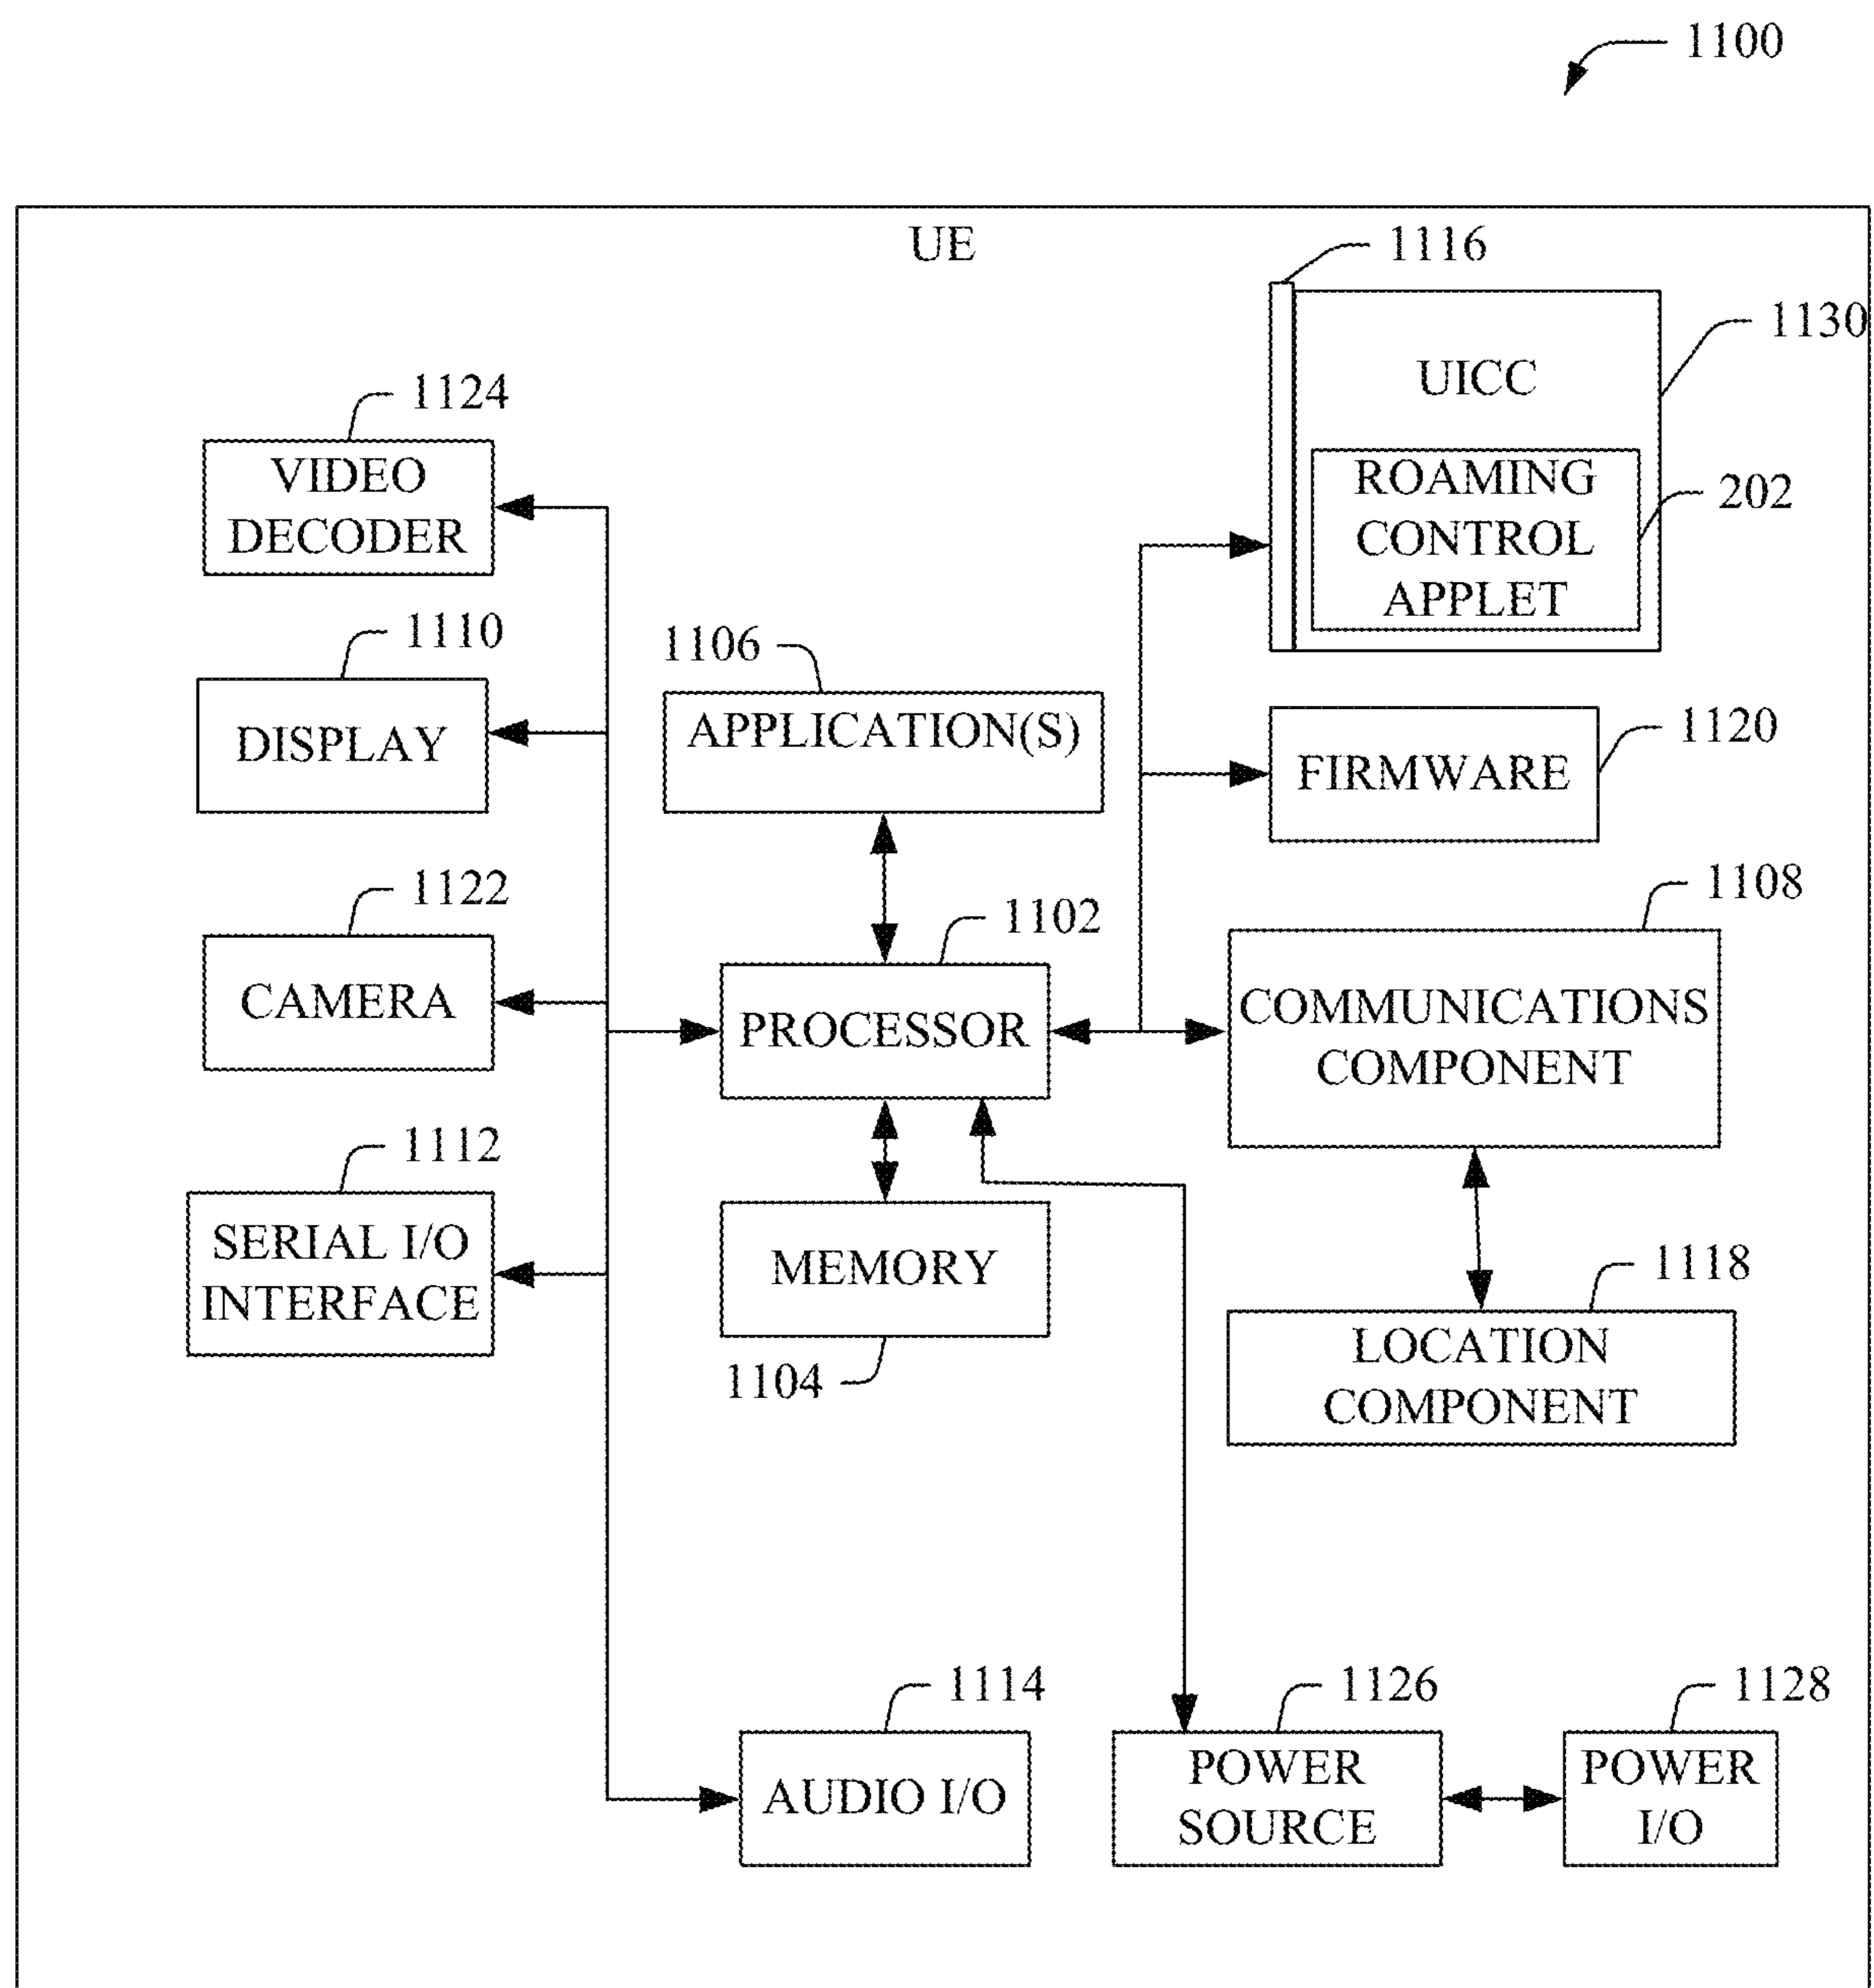 1100
UE
1116
1130
UICC
ROAMING
CONTROL
APPLET
202
1124
VIDEO
DECODER
1110
DISPLAY
1106
APPLICATION(S)
1120
FIRMWARE
1122
CAMERA
1102
PROCESSOR
1108
COMMUNICATIONS
COMPONENT
1112
SERIAL I/O
INTERFACE
MEMORY
1104
1118
LOCATION
COMPONENT
1114
AUDIO I/O
1126
POWER
SOURCE
1128
POWER
I/O